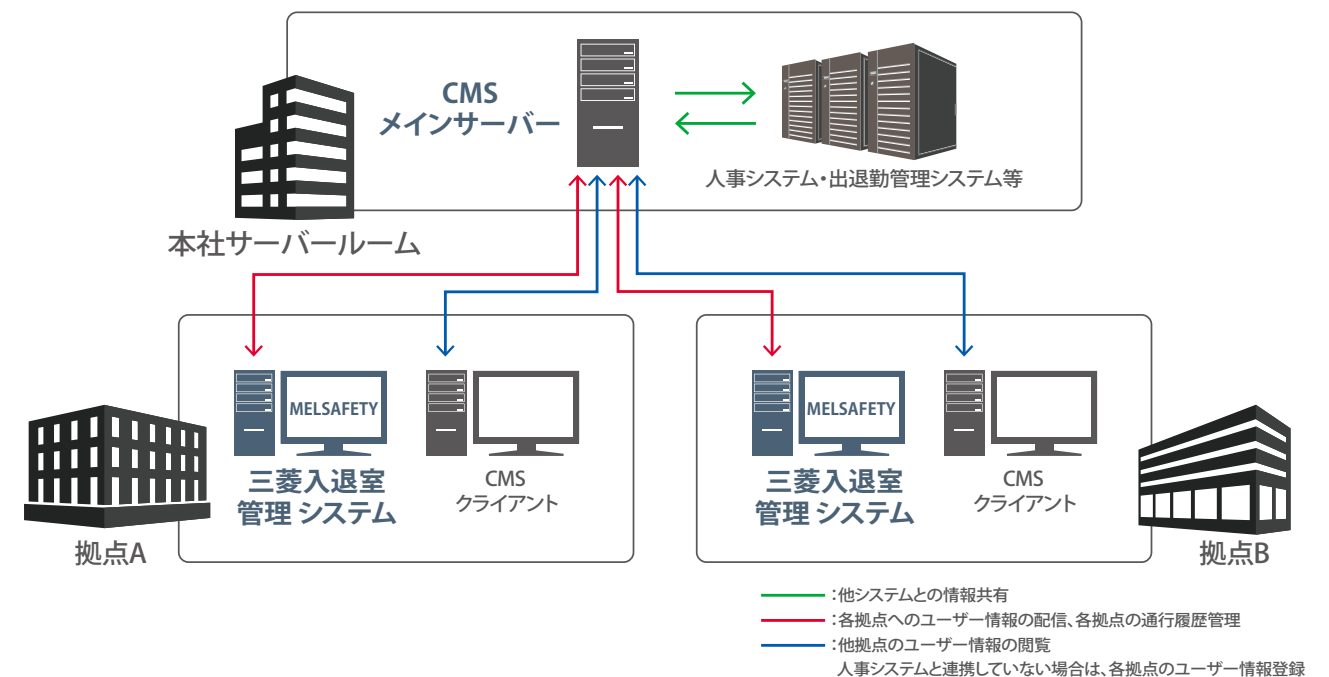 CMS
メインサーバー
人事システム・出退勤管理システム等
本社サーバールーム
MELSAFETY
三菱入退室
管理 システム
CMS
クライアント
拠点A
MELSAFETY
三菱入退室
管理 システム
CMS
クライアント
拠点B
:他システムとの情報共有
:各拠点へのユーザー情報の配信、各拠点の通行履歴管理
:他拠点のユーザー情報の閲覧
人事システムと連携していない場合は、各拠点のユーザー情報登録